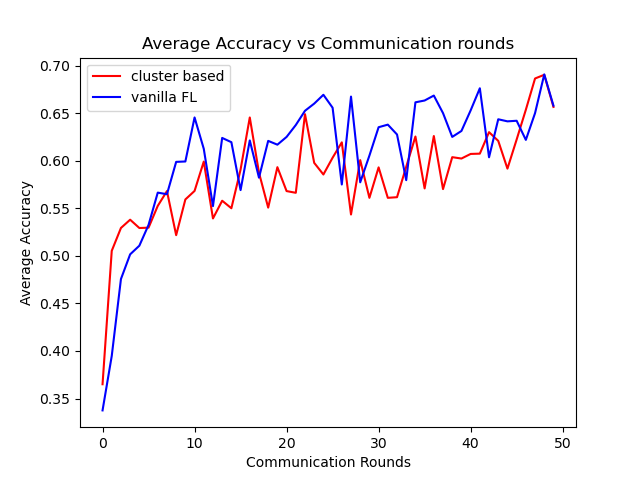 Average Accuracy vs Communication rounds
cluster based
vanilla FL
0.70
0.65
0.60
0.55
0.50
0.45
0.40
0.35
Average Accuracy
0 10 20 30 40 50
Communication Rounds